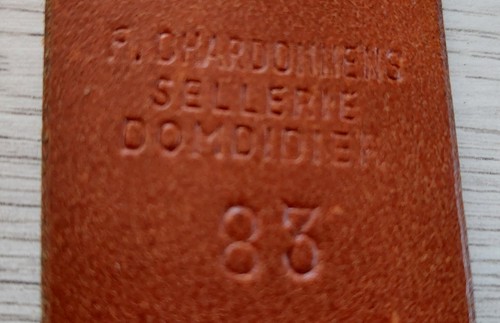 F. CHARDONNENS
SELLERIE
DOMDIDIER
83